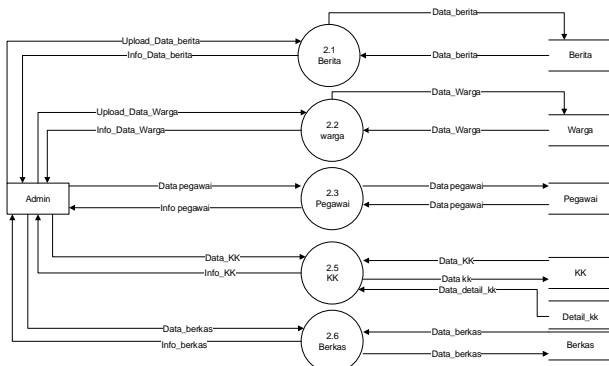 Data_berita
Upload_Data_berita
2.1
Berita
Data_berita
Berita
Info_Data_berita
Data_Warga
Upload_Data_Warga
2.2
warga
Info_Data_Warga
Data_Warga
Warga
Data pegawai
2.3
Pegawai
Data pegawai
Admin
Info pegawai
Data pegawai
Pegawai
Data_KK
2.5
KK
Data_KK
Info_KK
Data kk
KK
Data_detail_kk
Detail_kk
Data_berkas
2.6
Berkas
Data_berkas
Berkas
Info_berkas
Data_berkas